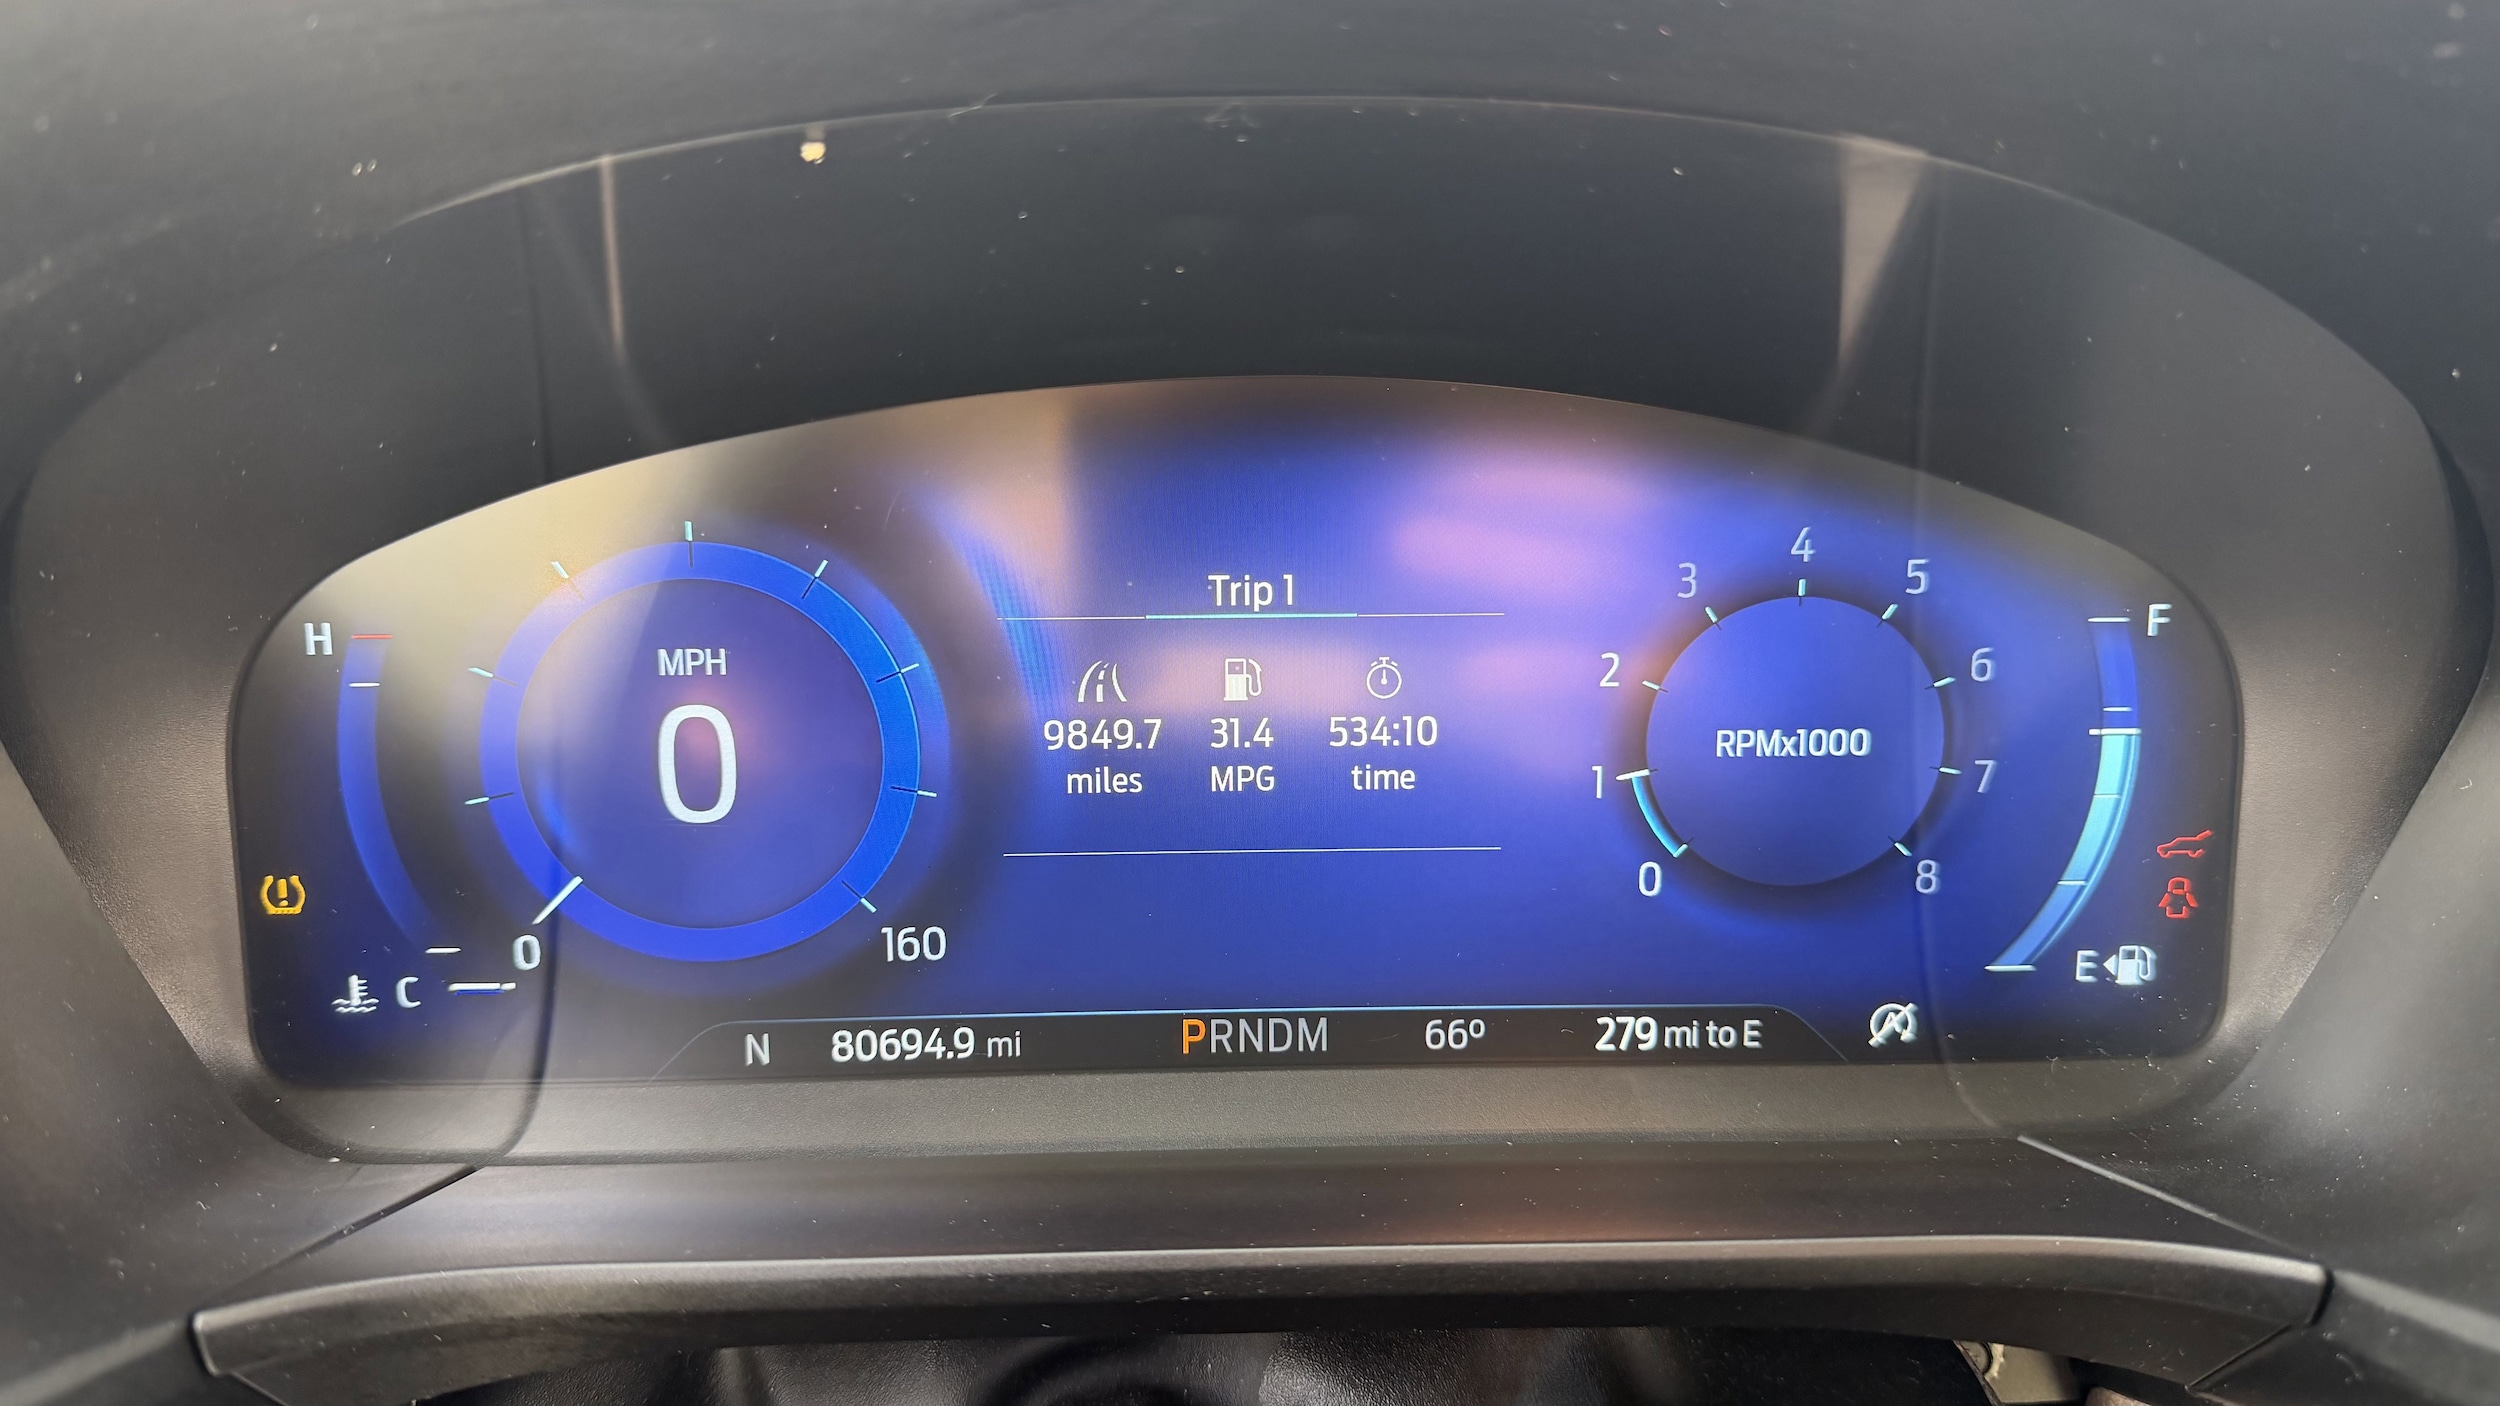 Trip 1
9849.7 31.4 534:10
miles MPG time
H
MPH
0
0
160
C
4
3 5
2 6
RPMx1000
1 7
0 8
F
E
N 80694.9 mi PRNDM 66º 279 mi to E
A